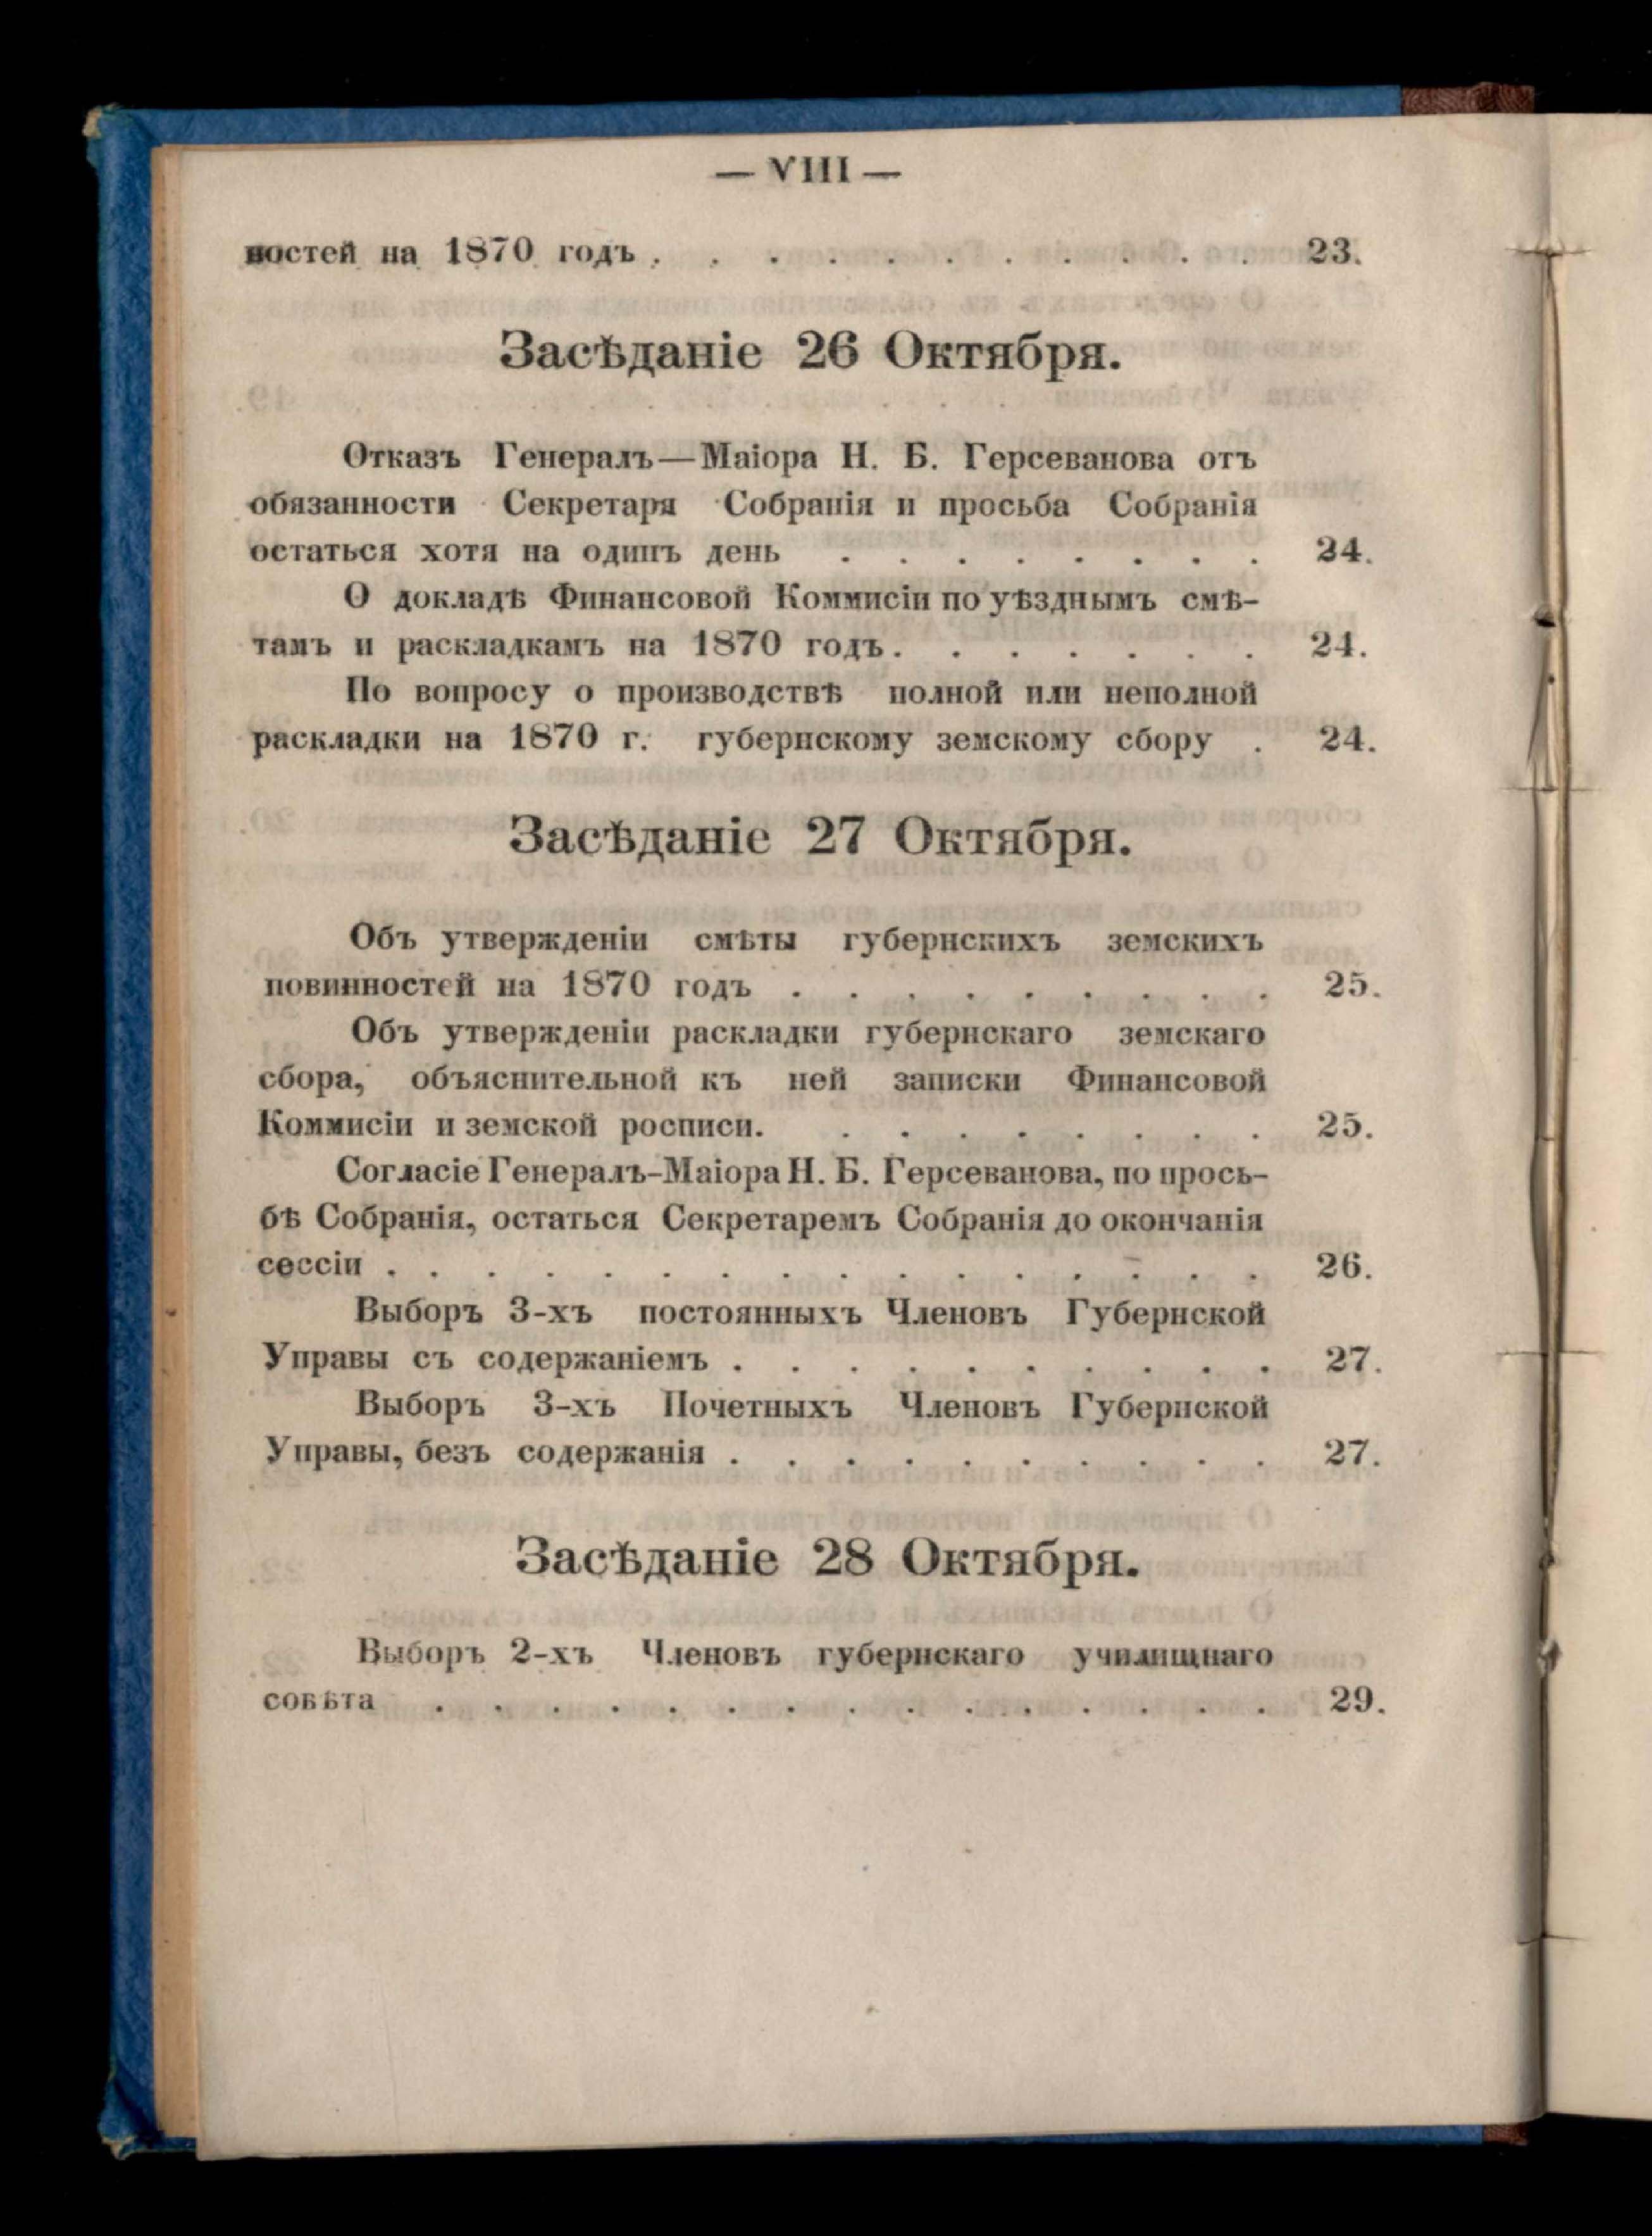 — VIII —
ностей на 1870 годъ . . . . . . . . . . . 23.
Засѣданіе 26 Октября.
Отказъ Генералъ—Маіора Н. Б. Герсеванова отъ
обязанности Секретаря Собранія и просьба Собранія
остаться хотя на одинъ день . . . . . . . . 24.
О докладѣ Финансовой Коммисіи по уѣзднымъ смѣ-
тамъ и раскладкамъ на 1870 годъ. . . . . . . 24.
По вопросу о производствѣ полной или неполной
раскладки на 1870 г. губернскому земскому сбору . 24.
Засѣданіе 27 Октября.
Объ утвержденіи смѣты губернскихъ земскихъ
повинностей на 1870 годъ . . . . . . . . . 25.
Объ утвержденіи раскладки губернскаго земскаго
сбора, объяснительной къ ней записки Финансовой
Коммисіи и земской росписи. . . . . . . . . 25.
Согласіе Генералъ-Маіора Н. Б. Герсеванова, по прось-
бѣ Собранія, остаться Секретаремъ Собранія до окончанія
сессіи . . . . . . . . . . . . . . . . 26.
Выборъ 3-хъ постоянныхъ Членовъ Губернской
Управы съ содержаніемъ . . . . . . . . . . 27.
Выборъ 3-хъ Почетныхъ Членовъ Губернской
Управы, безъ содержанія . . . . . . . . . . 27.
Засѣданіе 28 Октября.
Выборъ 2-хъ Членовъ губернскаго училищнаго
совѣта . . . . . . . . . . . . . . . 29.